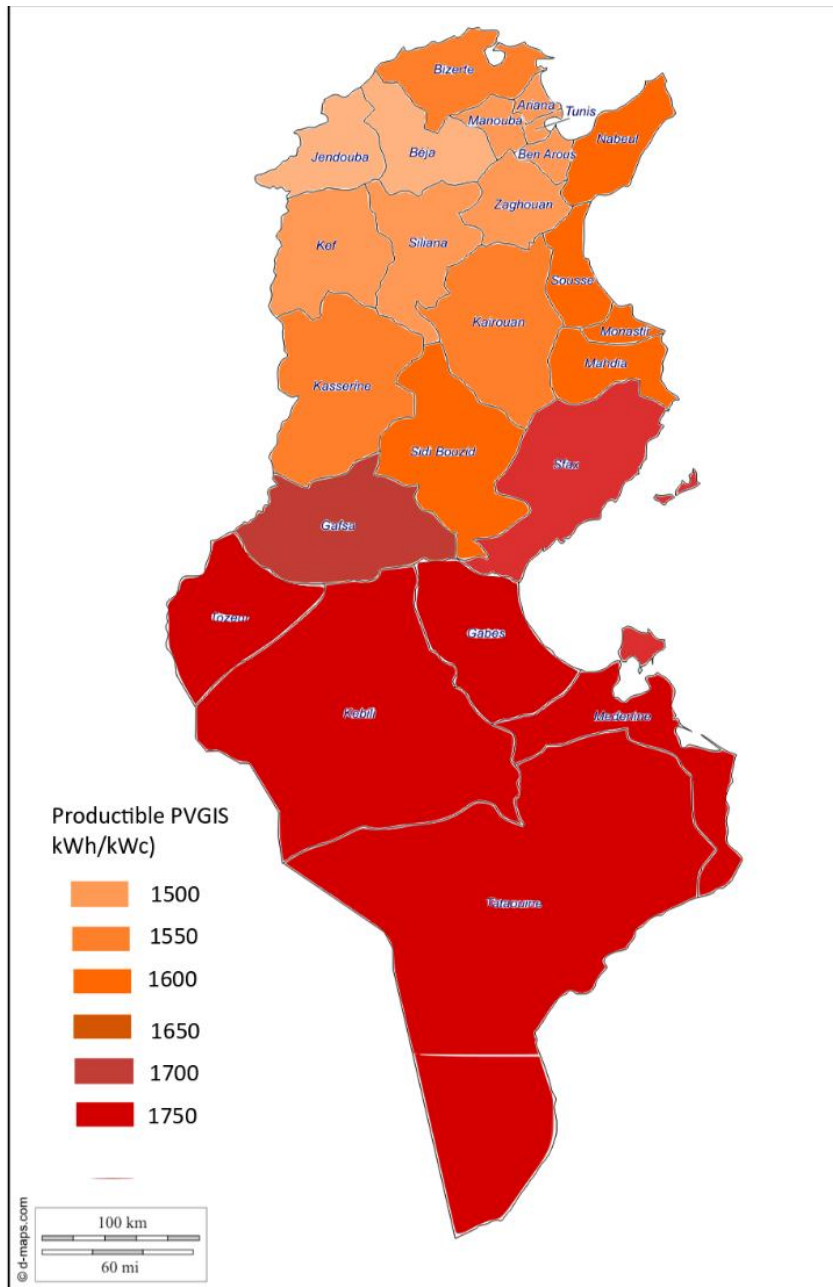 Bizerte
Ariana
Tunis
Manouba
Nabeul
Jendouba
Béja
Ben Arous
Zaghouan
Kef
Siliana
Sousse
Kairouan
Monastir
Mahdia
Kasserine
Sidi Bouzid
Sfax
Gafsa
Tozeur
Gabes
Kebili
Medenine
Tataouine
Productible PVGIS
kWh/kWc)
1500
1550
1600
1650
1700
1750
100 km
60 mi
© d-maps.com